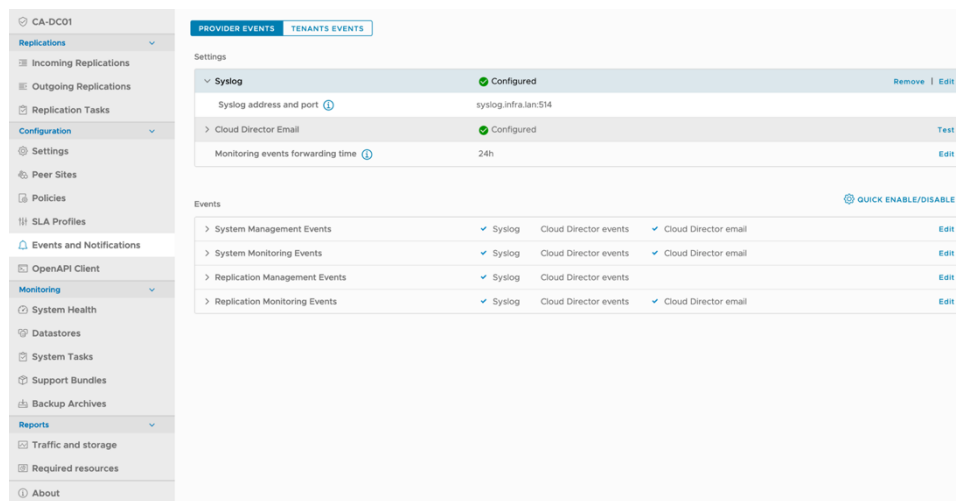 CA-DC01
Replications
Incoming Replications
Outgoing Replications
Replication Tasks
Configuration
Settings
Peer Sites
Policies
SLA Profiles
Events and Notifications
OpenAPI Client
Monitoring
System Health
Datastores
System Tasks
Support Bundles
Backup Archives
Reports
Traffic and storage
Required resources
About
PROVIDER EVENTS TENANTS EVENTS
Settings
Syslog Configured Remove | Edit
Syslog address and port syslog.infra.lan:514
Cloud Director Email Configured Test
Monitoring events forwarding time 24h Edit
Events QUICK ENABLE/DISABLE
System Management Events Syslog Cloud Director events Cloud Director email Edit
System Monitoring Events Syslog Cloud Director events Cloud Director email Edit
Replication Management Events Syslog Cloud Director events Edit
Replication Monitoring Events Syslog Cloud Director events Cloud Director email Edit